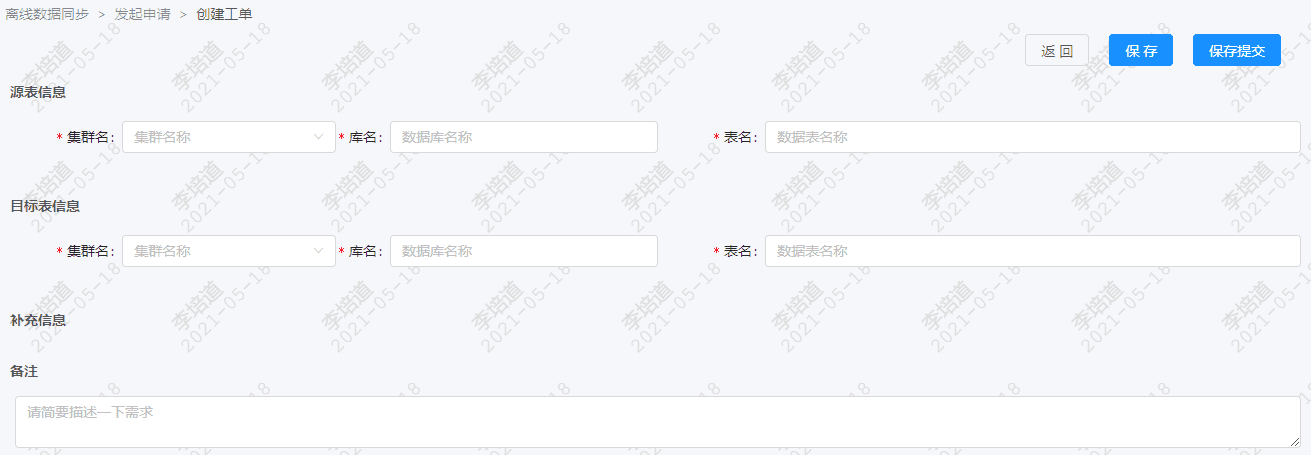 离线数据同步 > 发起申请 > 创建工单
返 回 保 存 保存提交
源表信息
* 集群名: 集群名称 * 库名: 数据库名称 * 表名: 数据表名称
目标表信息
* 集群名: 集群名称 * 库名: 数据库名称 * 表名: 数据表名称
补充信息
备注
请简要描述一下需求
李培道
2021-05-18